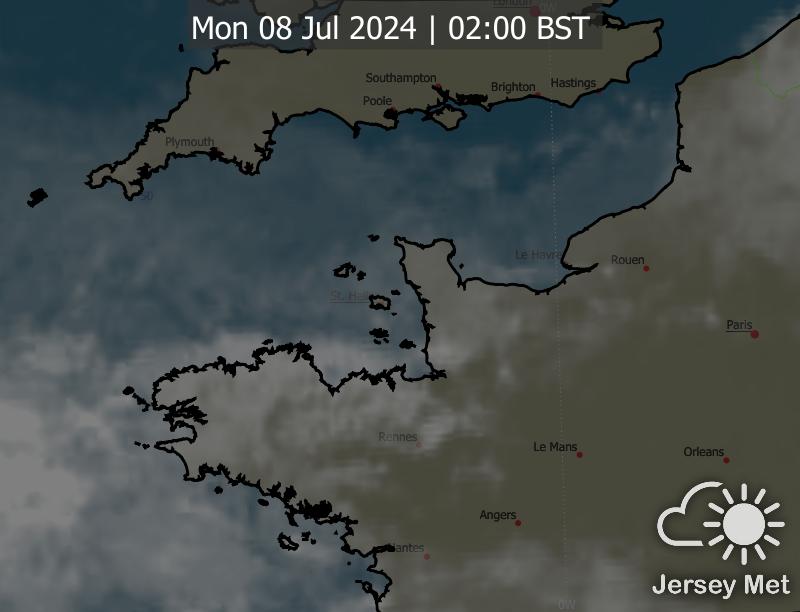 London
0W
Mon 08 Jul 2024 | 02:00 BST
Southampton
Brighton
Hastings
Poole
Plymouth
50
Le Havre
Rouen
St. Helier
Paris
Rennes
Le Mans
Orleans
Angers
Nantes
0W
Jersey Met